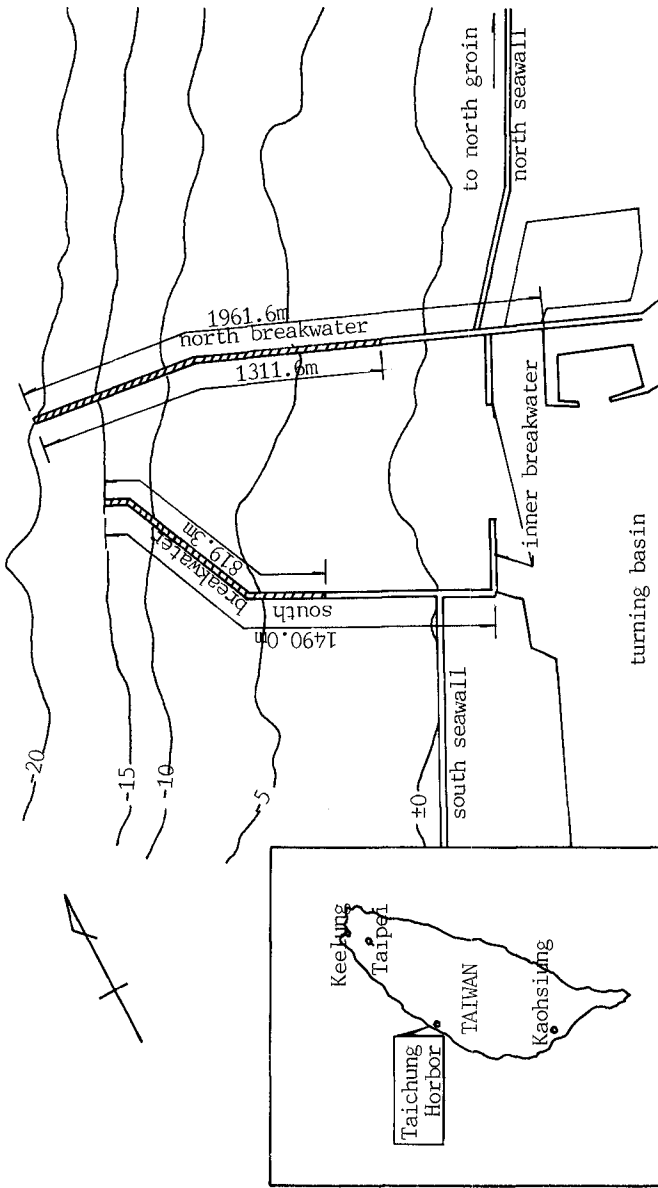 -20
-15
-10
-5
±0
1961.6m
north breakwater
1311.6m
819.3m
breakwater
south
1490.0m
to north groin
north seawall
inner breakwater
south seawall
turning basin
Keelung
Taipei
TAIWAN
Kaohsiung
Taichung
Horbor